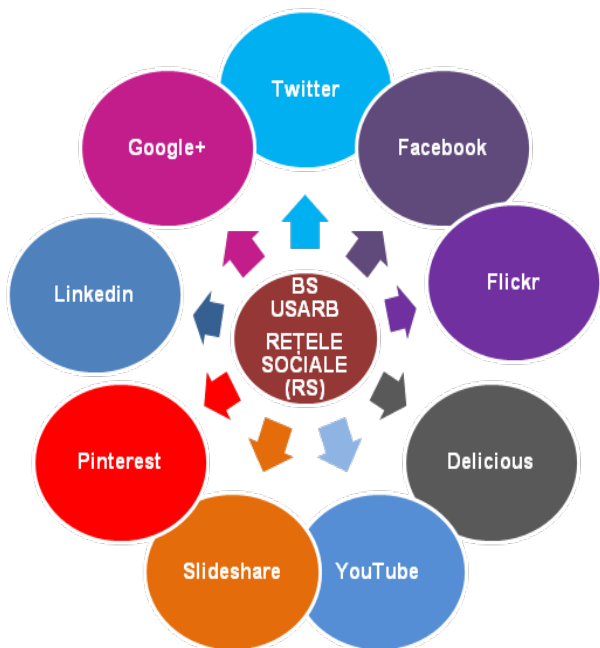 Twitter
Facebook
Flickr
Delicious
YouTube
Slideshare
Pinterest
Linkedin
Google+
BS
USARB
REȚELE
SOCIALE
(RS)